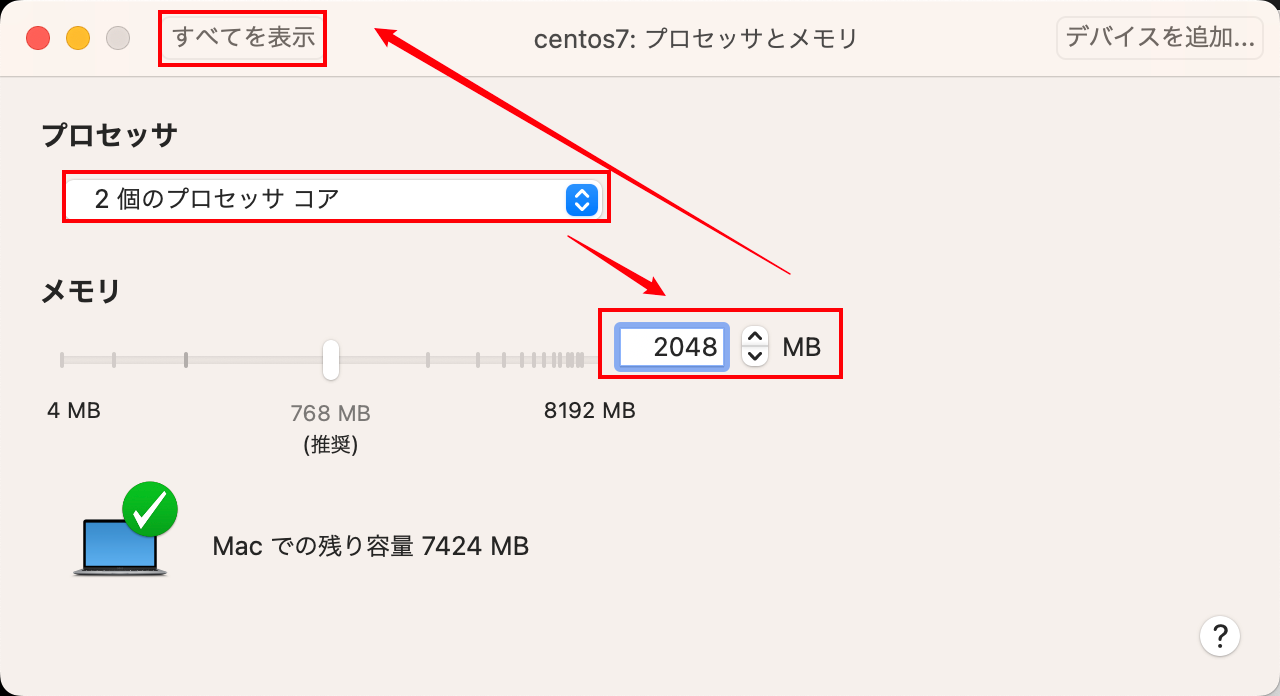 すべてを表示
centos7: プロセッサとメモリ
デバイスを追加...
プロセッサ
2 個のプロセッサ コア
メモリ
2048 MB
4 MB
768 MB
(推奨)
8192 MB
Mac での残り容量 7424 MB
?